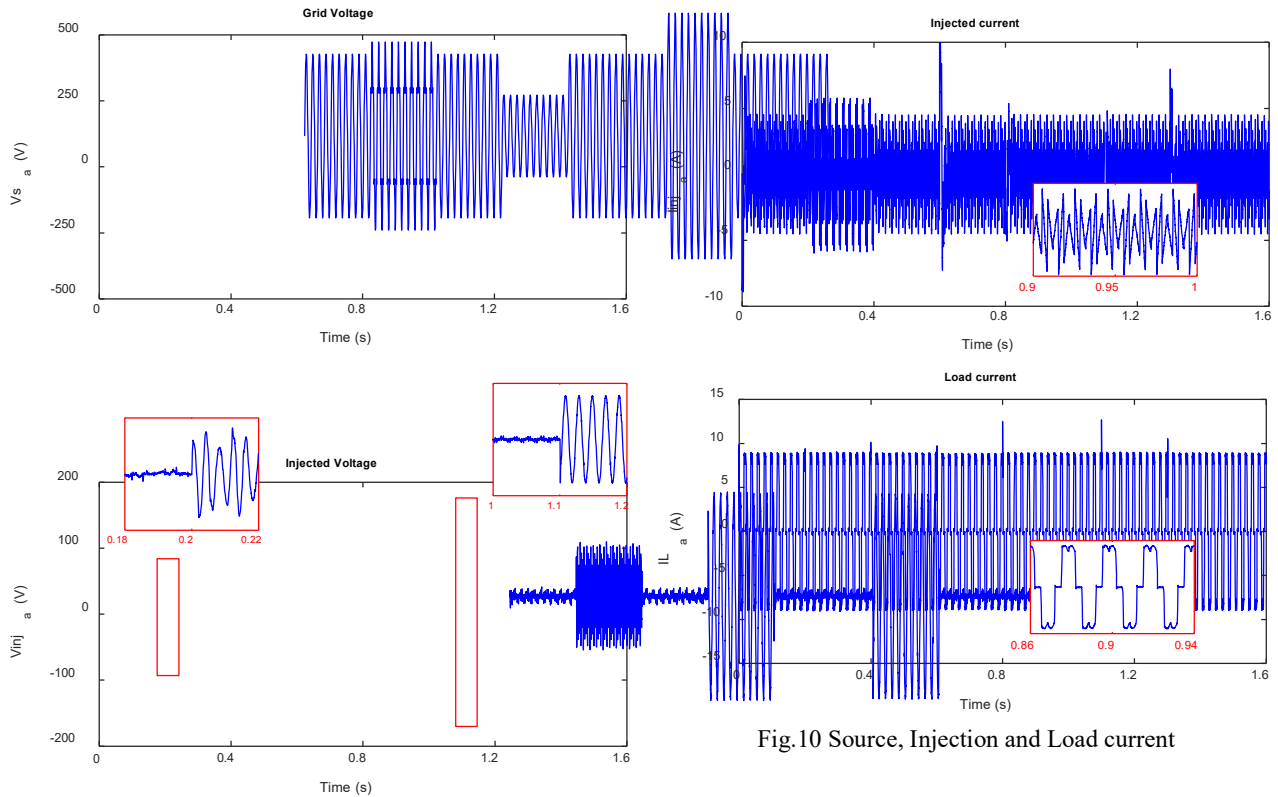 Grid Voltage
500
250
0
-250
-500
Vs a (V)
0 0.4 0.8 1.2 1.6
Time (s)
Injected current
10
5
0
-5
-10
Iinj a (A)
0.9 0.95 1
0 0.4 0.8 1.2 1.6
Time (s)
Injected Voltage
0.18 0.2 0.22
1 1.1 1.2
200
100
0
-100
-200
Vinj a (V)
0 0.4 0.8 1.2 1.6
Time (s)
Load current
15
10
5
0
-5
-10
-15
IL a (A)
0.86 0.9 0.94
0 0.4 0.8 1.2 1.6
Time (s)
Fig.10 Source, Injection and Load current